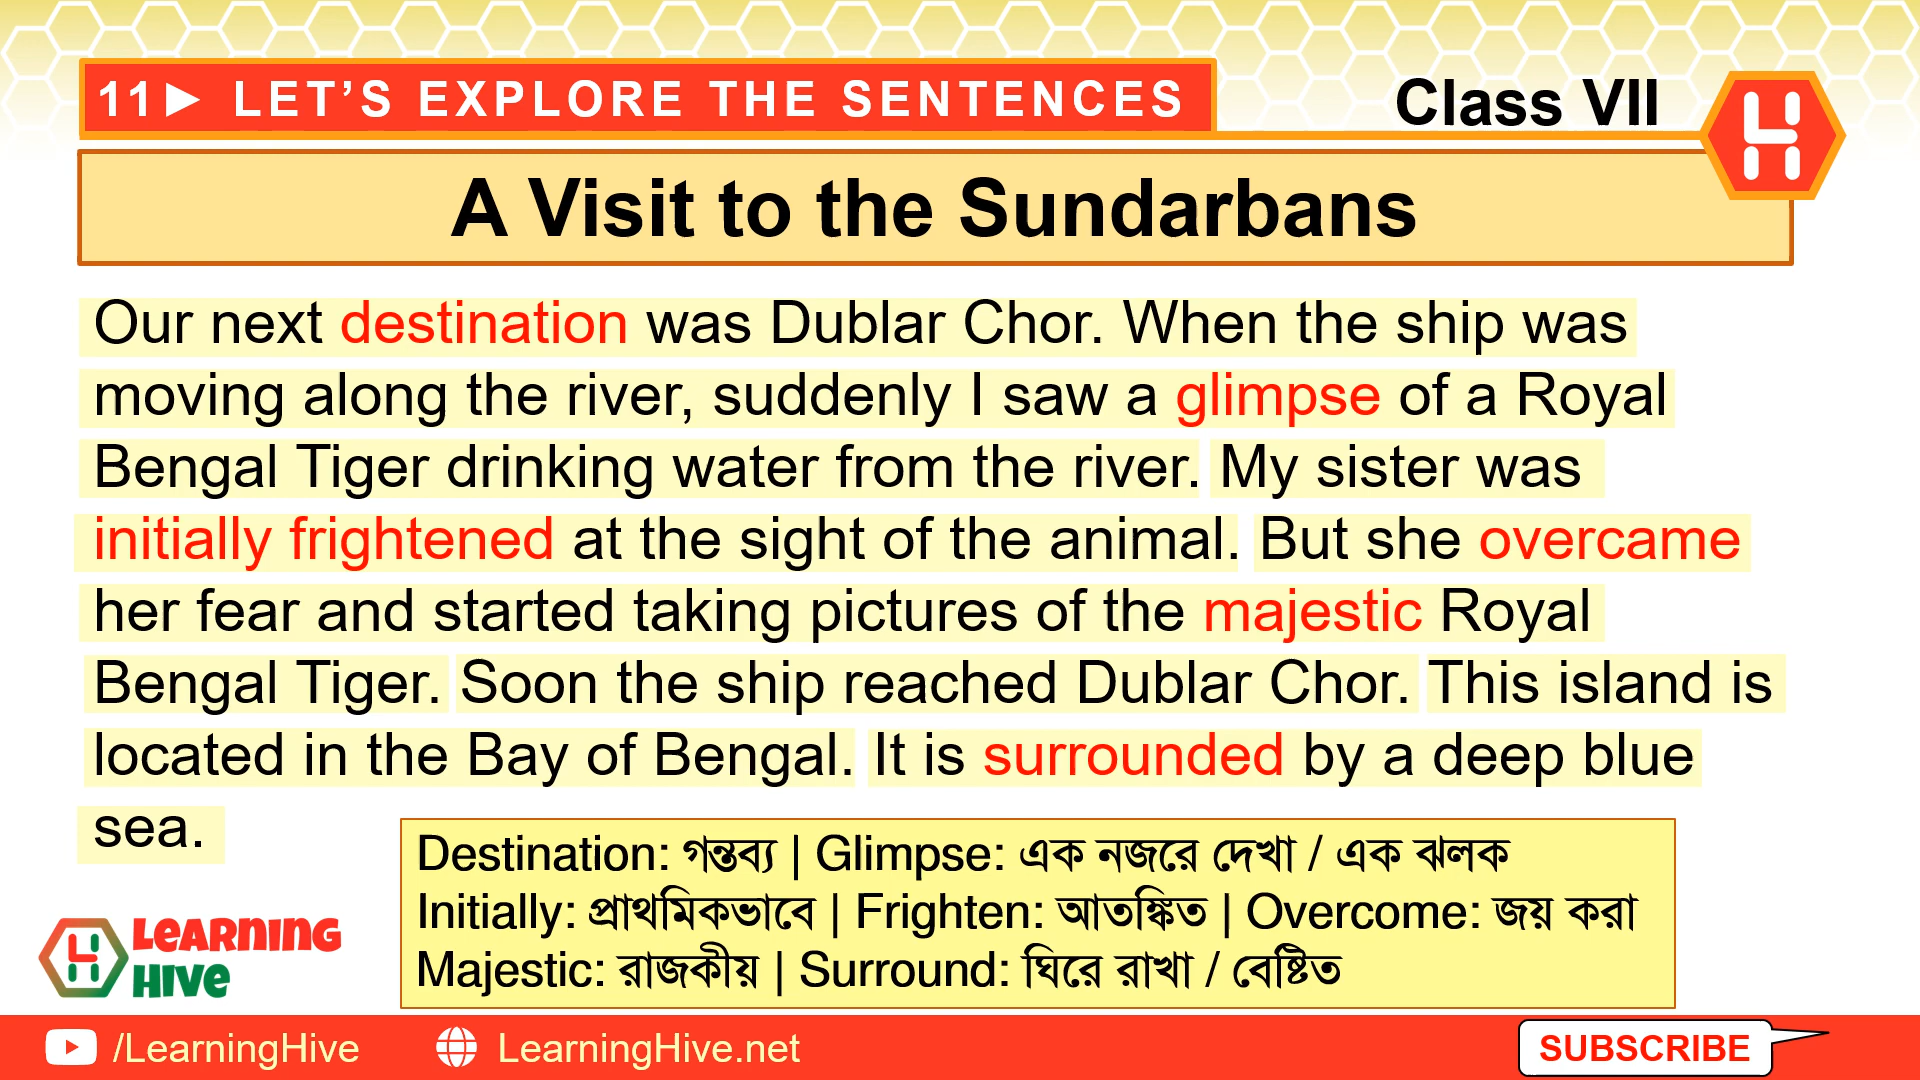 11► LET’S EXPLORE THE SENTENCES
Class VII
A Visit to the Sundarbans
Our next destination was Dublar Chor. When the ship was
moving along the river, suddenly I saw a glimpse of a Royal
Bengal Tiger drinking water from the river. My sister was
initially frightened at the sight of the animal. But she overcame
her fear and started taking pictures of the majestic Royal
Bengal Tiger. Soon the ship reached Dublar Chor. This island is
located in the Bay of Bengal. It is surrounded by a deep blue
sea.
Destination: গন্তব্য | Glimpse: এক নজরে দেখা / এক ঝলক
Initially: প্রাথমিকভাবে | Frighten: আতঙ্কিত | Overcome: জয় করা
Majestic: রাজকীয় | Surround: ঘিরে রাখা / বেষ্টিত
LEARNING
HIVE
/LearningHive
LearningHive.net
SUBSCRIBE